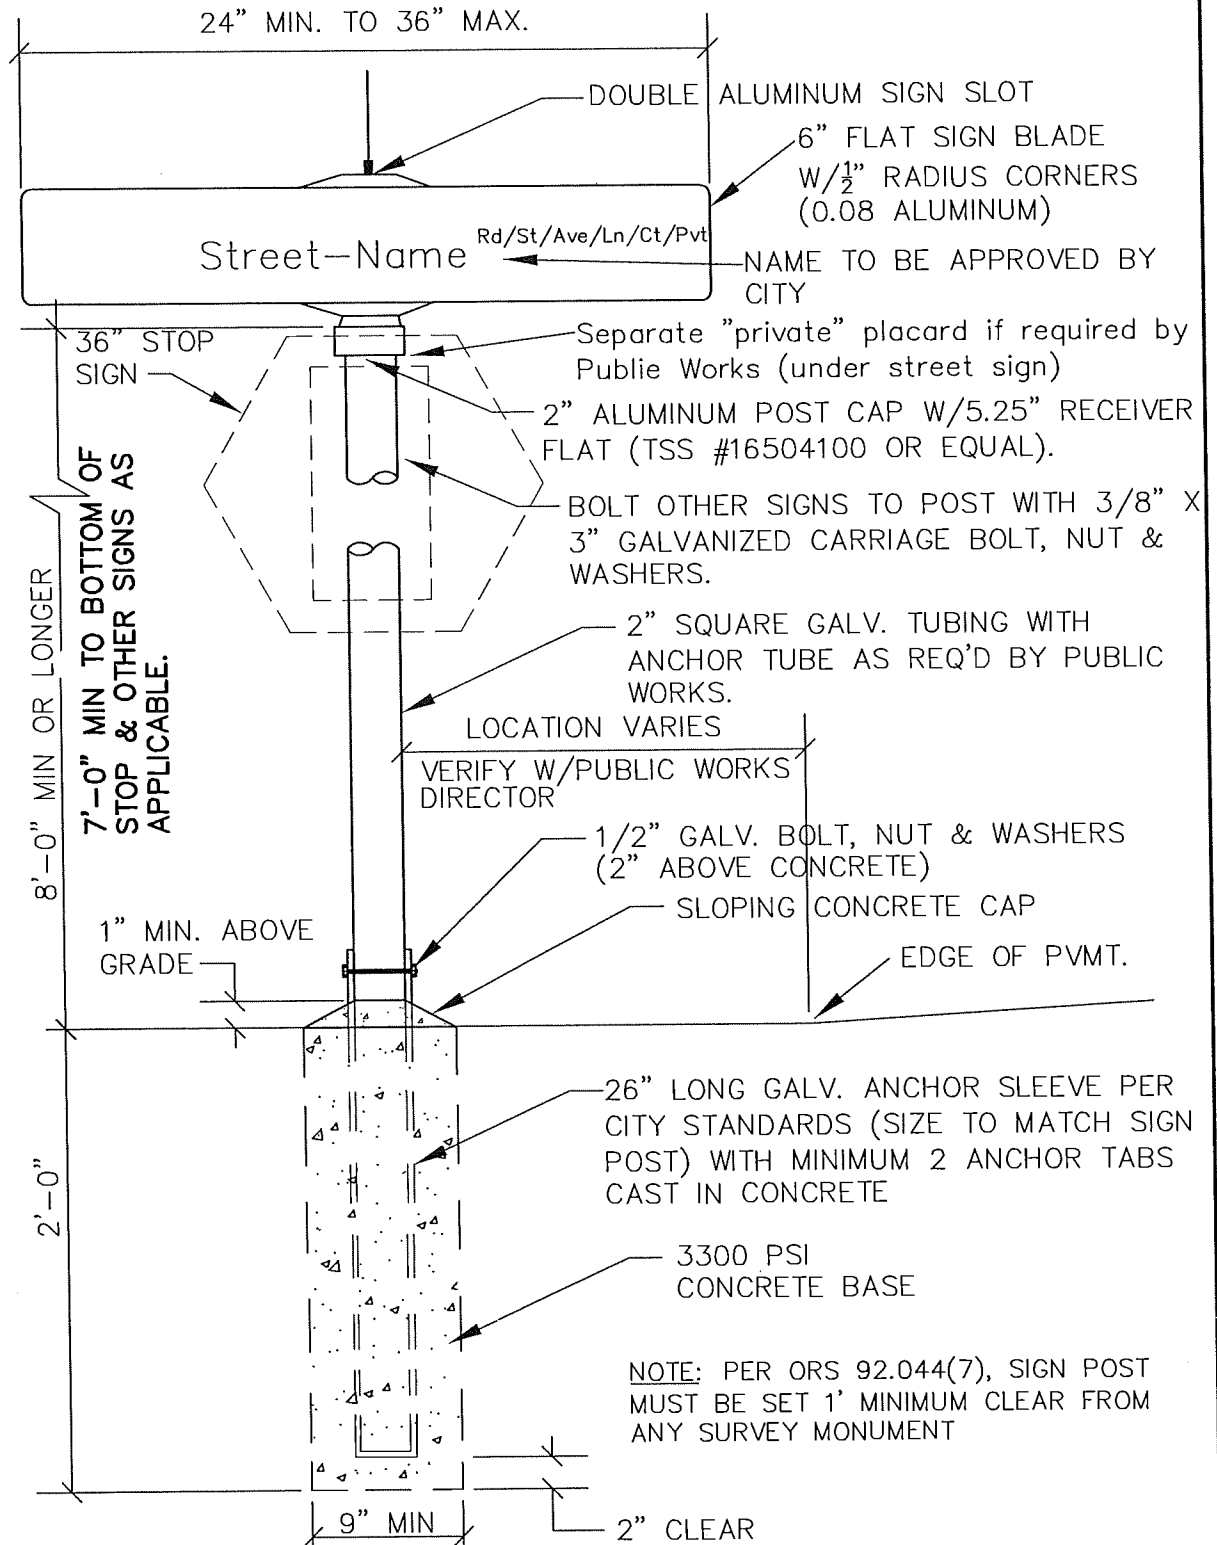 24" MIN. TO 36" MAX.
DOUBLE ALUMINUM SIGN SLOT
6" FLAT SIGN BLADE
W/½" RADIUS CORNERS
(0.08 ALUMINUM)
Street-Name Rd/St/Ave/Ln/Ct/Pvt
NAME TO BE APPROVED BY
CITY
36" STOP
SIGN
Separate "private" placard if required by
Publie Works (under street sign)
2" ALUMINUM POST CAP W/5.25" RECEIVER
FLAT (TSS #16504100 OR EQUAL).
BOLT OTHER SIGNS TO POST WITH 3/8" X
3" GALVANIZED CARRIAGE BOLT, NUT &
WASHERS.
8'-0" MIN OR LONGER
7'-0" MIN TO BOTTOM OF
STOP & OTHER SIGNS AS
APPLICABLE.
2" SQUARE GALV. TUBING WITH
ANCHOR TUBE AS REQ'D BY PUBLIC
WORKS.
LOCATION VARIES
VERIFY W/PUBLIC WORKS
DIRECTOR
1/2" GALV. BOLT, NUT & WASHERS
(2" ABOVE CONCRETE)
SLOPING CONCRETE CAP
1" MIN. ABOVE
GRADE
EDGE OF PVMT.
26" LONG GALV. ANCHOR SLEEVE PER
CITY STANDARDS (SIZE TO MATCH SIGN
POST) WITH MINIMUM 2 ANCHOR TABS
CAST IN CONCRETE
2'-0"
3300 PSI
CONCRETE BASE
NOTE: PER ORS 92.044(7), SIGN POST
MUST BE SET 1' MINIMUM CLEAR FROM
ANY SURVEY MONUMENT
9" MIN
2" CLEAR